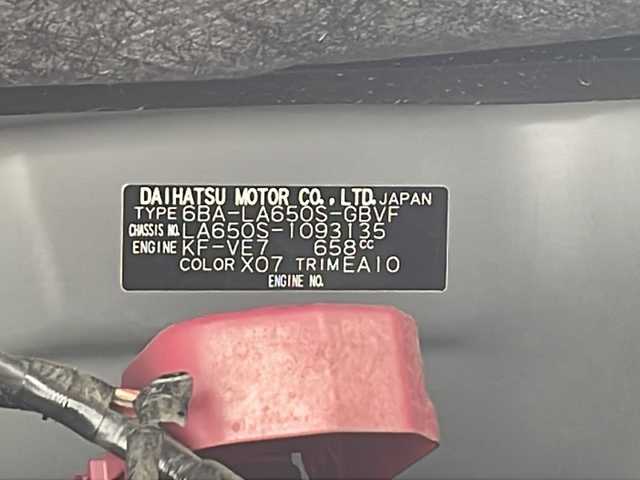 DAIHATSU MOTOR CO.,LTD. JAPAN
TYPE 6BA-LA650S-GBVF
CHASSIS NO. LA650S-1093135
ENGINE KF-VE7 658cc
COLOR X07 TRIM EA10
ENGINE NO.